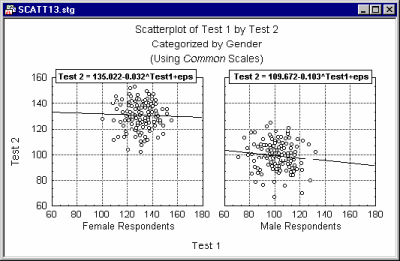 SCATT13.stg
Scatterplot of Test 1 by Test 2
Categorized by Gender
(Using Common Scales)
Test 2 = 135.022-0.032^Test1+eps
Test 2 = 109.672-0.103^Test1+eps
160
140
120
100
80
60
Test 2
60 80 100 120 140 160 180
60 80 100 120 140 160 180
Female Respondents
Male Respondents
Test 1